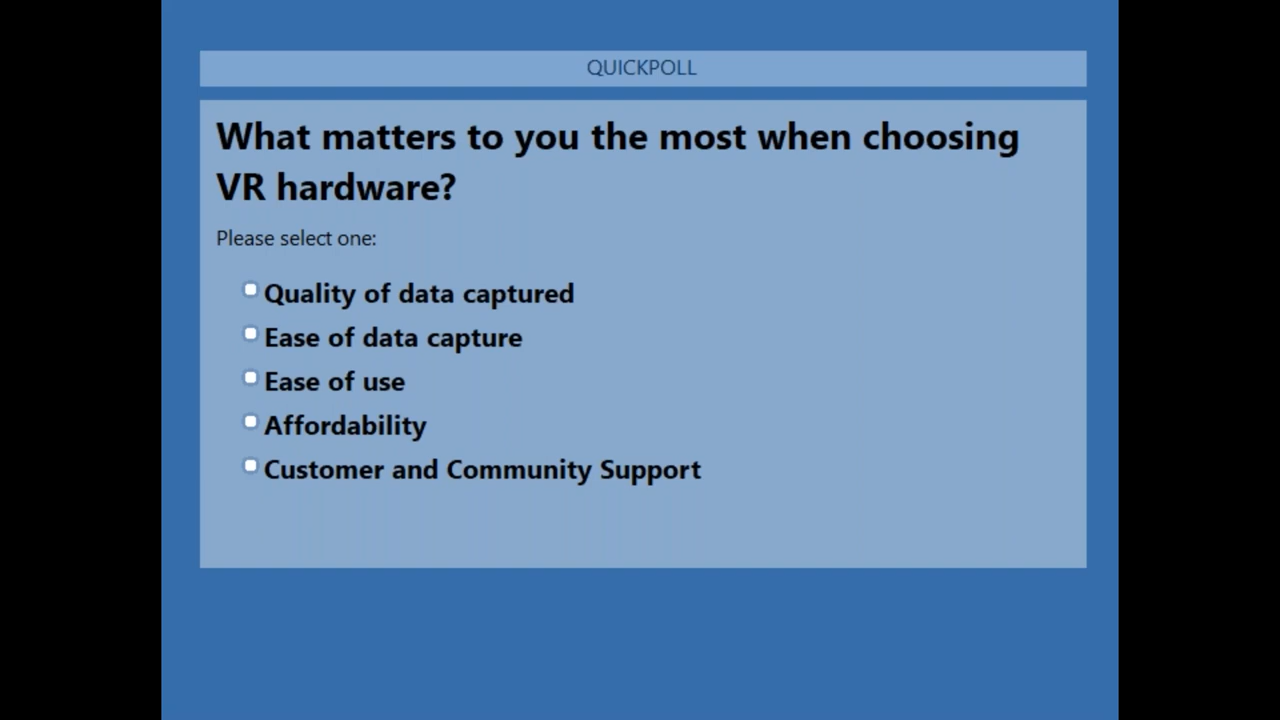 QUICKPOLL
What matters to you the most when choosing
VR hardware?
Please select one:
Quality of data captured
Ease of data capture
Ease of use
Affordability
Customer and Community Support